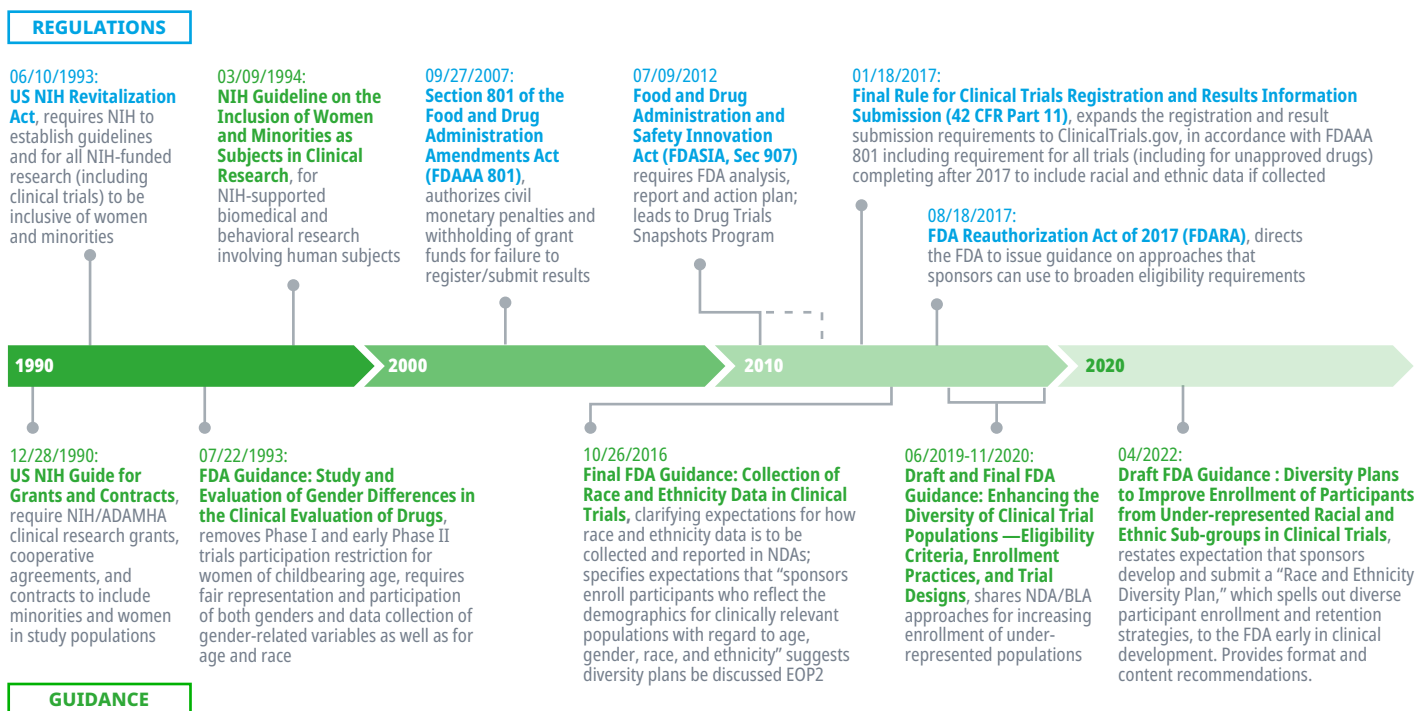 REGULATIONS
06/10/1993:
US NIH Revitalization
Act, requires NIH to
establish guidelines
and for all NIH-funded
research (including
clinical trials) to be
inclusive of women
and minorities
03/09/1994:
NIH Guideline on the
Inclusion of Women
and Minorities as
Subjects in Clinical
Research, for
NIH-supported
biomedical and
behavioral research
involving human subjects
09/27/2007:
Section 801 of the
Food and Drug
Administration
Amendments Act
(FDAAA 801),
authorizes civil
monetary penalties and
withholding of grant
funds for failure to
register/submit results
07/09/2012
Food and Drug
Administration and
Safety Innovation
Act (FDASIA, Sec 907)
requires FDA analysis,
report and action plan;
leads to Drug Trials
Snapshots Program
01/18/2017:
Final Rule for Clinical Trials Registration and Results Information
Submission (42 CFR Part 11), expands the registration and result
submission requirements to ClinicalTrials.gov, in accordance with FDAAA
801 including requirement for all trials (including for unapproved drugs)
completing after 2017 to include racial and ethnic data if collected
08/18/2017:
FDA Reauthorization Act of 2017 (FDARA), directs
the FDA to issue guidance on approaches that
sponsors can use to broaden eligibility requirements
1990
2000
2010
2020
12/28/1990:
US NIH Guide for
Grants and Contracts,
require NIH/ADAMHA
clinical research grants,
cooperative
agreements, and
contracts to include
minorities and women
in study populations
07/22/1993:
FDA Guidance: Study and
Evaluation of Gender Differences in
the Clinical Evaluation of Drugs,
removes Phase I and early Phase II
trials participation restriction for
women of childbearing age, requires
fair representation and participation
of both genders and data collection of
gender-related variables as well as for
age and race
10/26/2016
Final FDA Guidance: Collection of
Race and Ethnicity Data in Clinical
Trials, clarifying expectations for how
race and ethnicity data is to be
collected and reported in NDAs;
specifies expectations that “sponsors
enroll participants who reflect the
demographics for clinically relevant
populations with regard to age,
gender, race, and ethnicity” suggests
diversity plans be discussed EOP2
06/2019-11/2020:
Draft and Final FDA
Guidance: Enhancing the
Diversity of Clinical Trial
Populations —Eligibility
Criteria, Enrollment
Practices, and Trial
Designs, shares NDA/BLA
approaches for increasing
enrollment of under-
represented populations
04/2022:
Draft FDA Guidance : Diversity Plans
to Improve Enrollment of Participants
from Under-represented Racial and
Ethnic Sub-groups in Clinical Trials,
restates expectation that sponsors
develop and submit a “Race and Ethnicity
Diversity Plan,” which spells out diverse
participant enrollment and retention
strategies, to the FDA early in clinical
development. Provides format and
content recommendations.
GUIDANCE